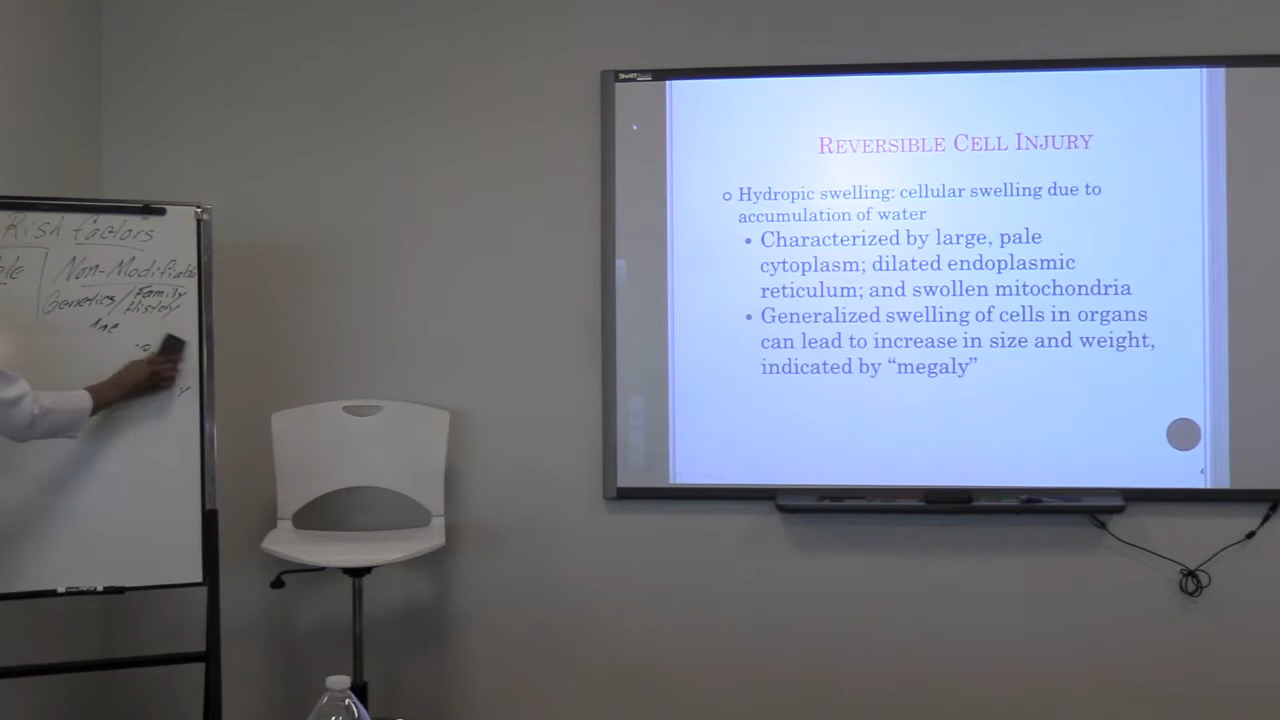 Risk factors
Non-Modifiable
Genetics/Family
History
SMART
REVERSIBLE CELL INJURY
Hydropic swelling: cellular swelling due to
accumulation of water
• Characterized by large, pale
cytoplasm; dilated endoplasmic
reticulum; and swollen mitochondria
• Generalized swelling of cells in organs
can lead to increase in size and weight,
indicated by “megaly”